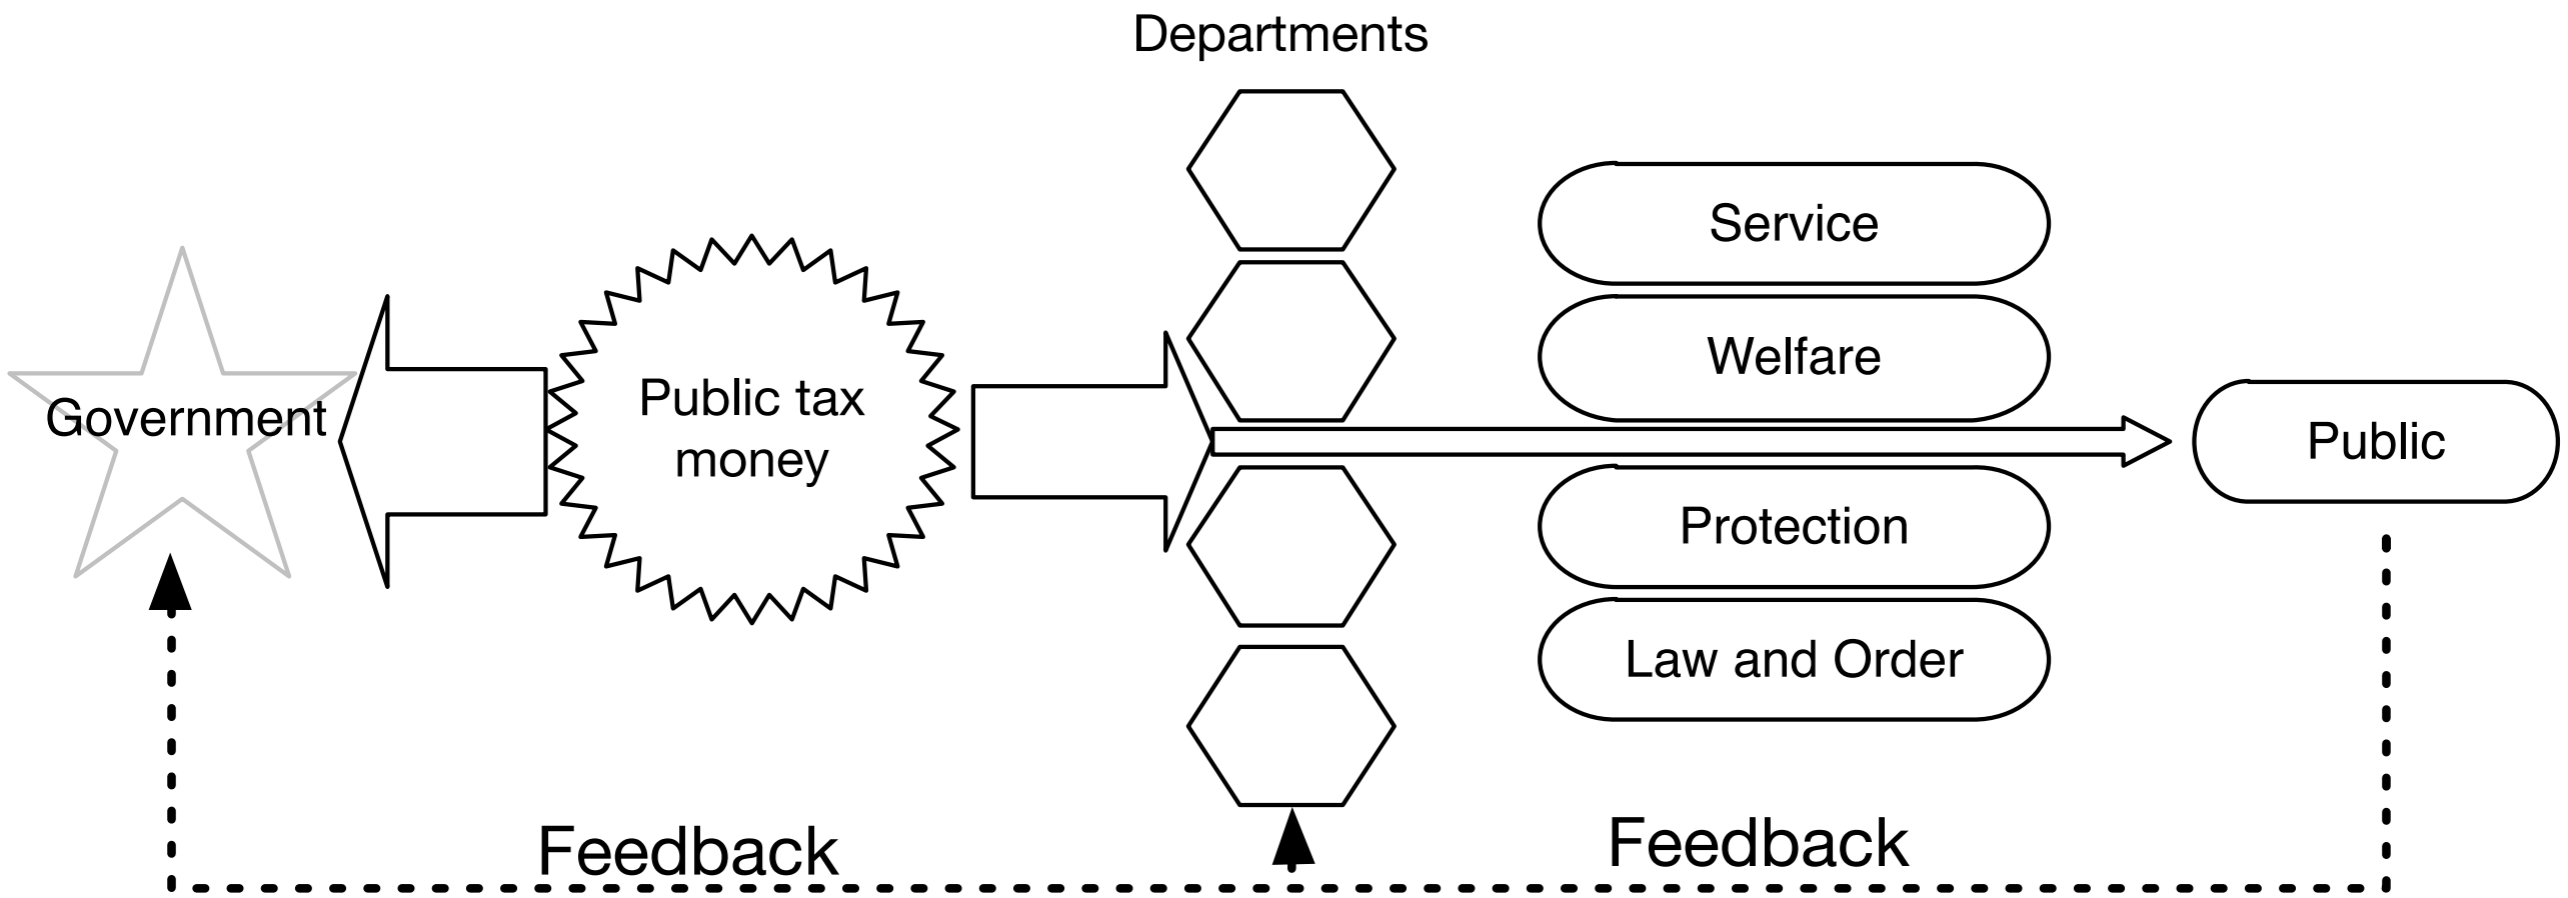 Departments
Service
Welfare
Government
Public tax
money
Public
Protection
Law and Order
Feedback
Feedback